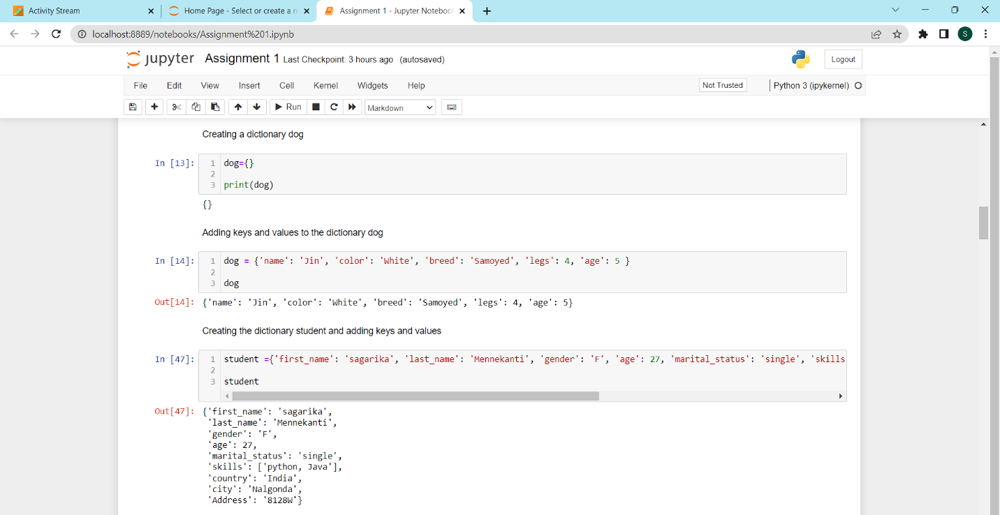 Activity Stream
Home Page - Select or create a n
Assignment 1 - Jupyter Noteboo
localhost:8889/notebooks/Assignment%201.ipynb
S
jupyter Assignment 1 Last Checkpoint: 3 hours ago (autosaved)
Logout
File Edit View Insert Cell Kernel Widgets Help
Not Trusted
Python 3 (ipykernel)
Run
Markdown
Creating a dictionary dog
In [13]:
1 dog={}
2
3 print(dog)
{}
Adding keys and values to the dictionary dog
In [14]:
1 dog = {'name': 'Jin', 'color': 'White', 'breed': 'Samoyed', 'legs': 4, 'age': 5 }
2
3 dog
Out[14]: {'name': 'Jin', 'color': 'White', 'breed': 'Samoyed', 'legs': 4, 'age': 5}
Creating the dictionary student and adding keys and values
In [47]:
1 student ={'first_name': 'sagarika', 'last_name': 'Mennekanti', 'gender': 'F', 'age': 27, 'marital_status': 'single', 'skills
2
3 student
Out[47]: {'first_name': 'sagarika',
'last_name': 'Mennekanti',
'gender': 'F',
'age': 27,
'marital_status': 'single',
'skills': ['python, Java'],
'country': 'India',
'city': 'Nalgonda',
'Address': '8128W'}